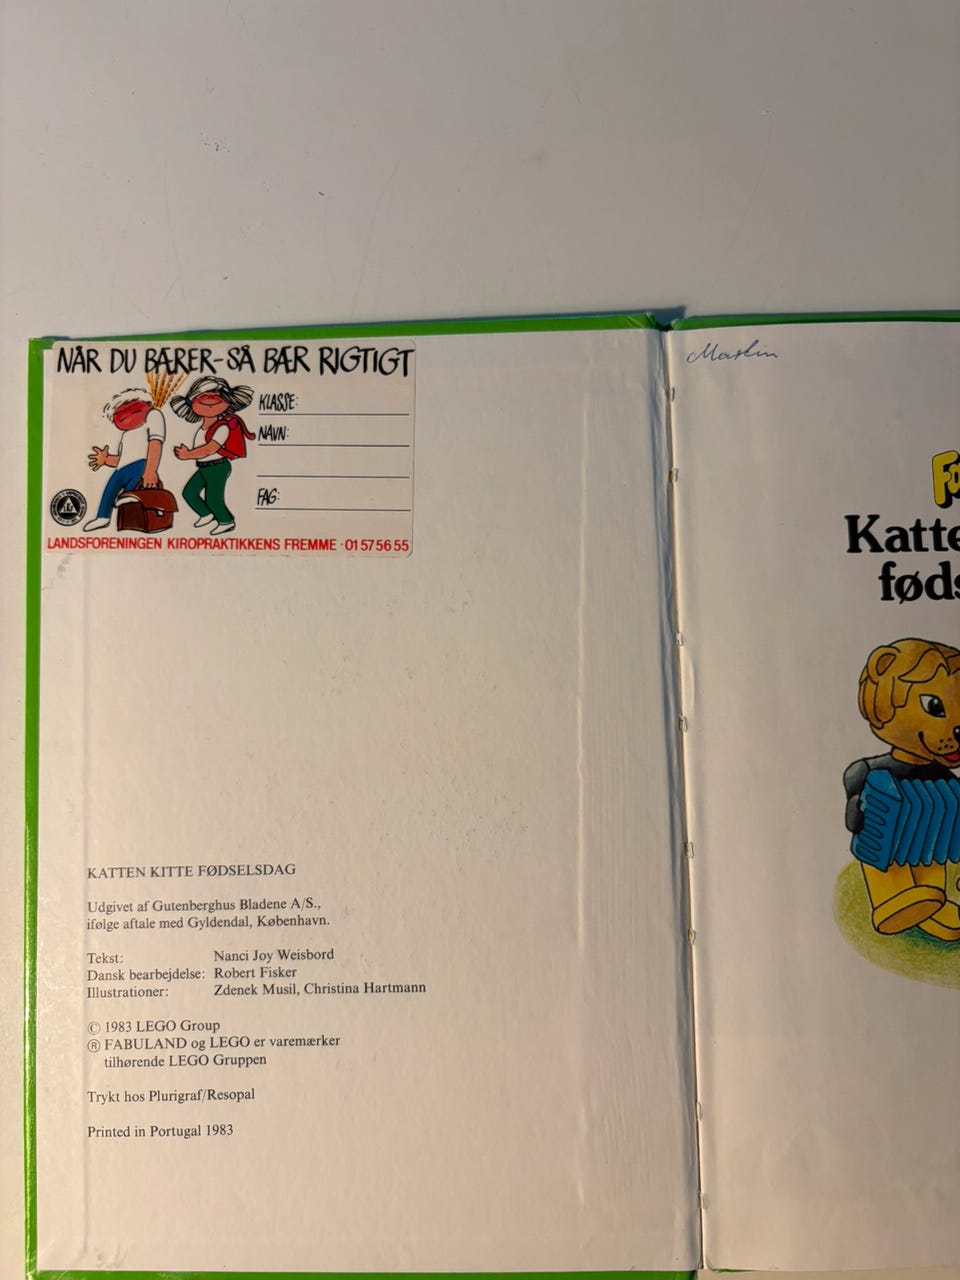 NÅR DU BÆRER-SÅ BÆR RIGTIGT
KLASSE:
NAVN:
FAG:
LANDSFORENINGEN KIROPRAKTIKKENS FREMME · 01 57 56 55
KATTEN KITTE FØDSELSDAG
Udgivet af Gutenberghus Bladene A/S.,
ifølge aftale med Gyldendal, København.
Tekst: Nanci Joy Weisbord
Dansk bearbejdelse: Robert Fisker
Illustrationer: Zdenek Musil, Christina Hartmann
© 1983 LEGO Group
® FABULAND og LEGO er varemærker
tilhørende LEGO Gruppen
Trykt hos Plurigraf/Resopal
Printed in Portugal 1983
Katte
føds